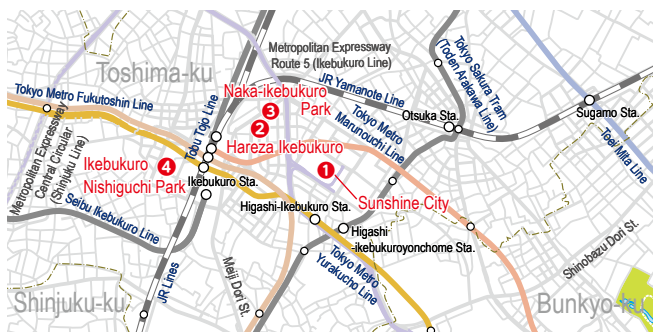 Metropolitan Expressway
Route 5 (Ikebukuro Line)
Toshima-ku
JR Yamanote Line
Tokyo Sakura Tram
(Toden Arakawa Line)
Tokyo Metro Fukutoshin Line
Naka-ikebukuro
Park
3
2
Hareza Ikebukuro
Tobu Tojo Line
Tokyo Metro
Marunouchi Line
Otsuka Sta.
Sugamo Sta.
Toei Mita Line
Metropolitan Expressway
Central Circular
(Shinjuku Line)
Ikebukuro
Nishiguchi Park
4
Ikebukuro Sta.
1
Sunshine City
Seibu Ikebukuro Line
Higashi-Ikebukuro Sta.
Higashi
-ikebukuroyonchome Sta.
Tokyo Metro
Yurakucho Line
Meiji Dori St.
JR Lines
Shinobazu Dori St.
Shinjuku-ku
Bunkyo-ku